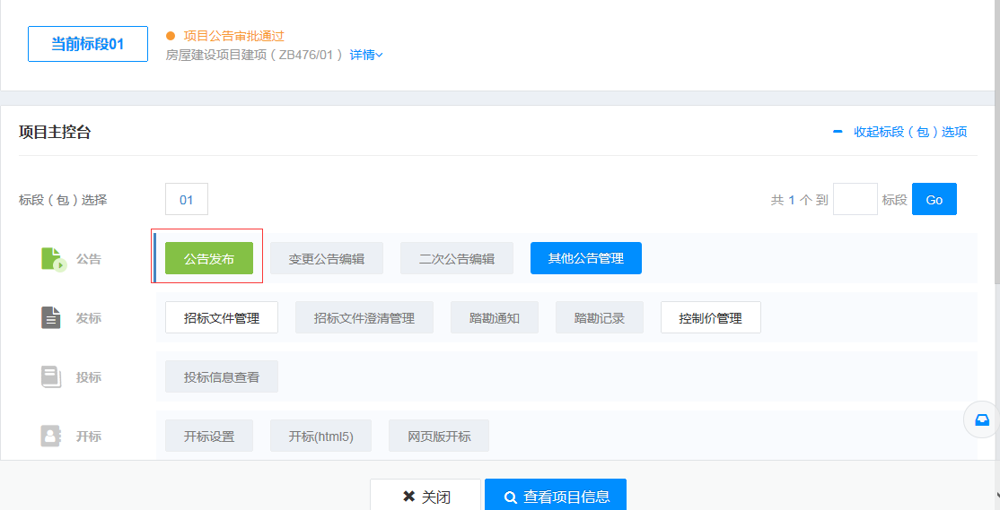 当前标段01
项目公告审批通过
房屋建设项目建项（ZB476/01） 详情
项目主控台
收起标段（包）选项
标段（包）选择 01 共 1 个 到 标段 Go
公告 公告发布 变更公告编辑 二次公告编辑 其他公告管理
发标 招标文件管理 招标文件澄清管理 踏勘通知 踏勘记录 控制价管理
投标 投标信息查看
开标 开标设置 开标(html5) 网页版开标
关闭 查看项目信息